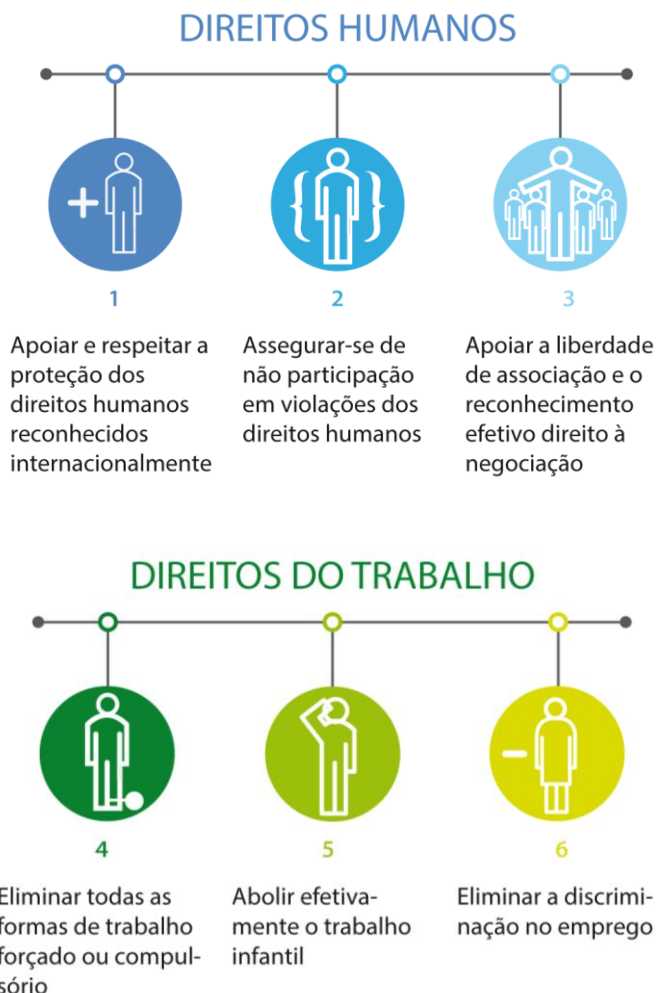 DIREITOS HUMANOS
1
Apoiar e respeitar a
proteção dos
direitos humanos
reconhecidos
internacionalmente
2
Assegurar-se de
não participação
em violações dos
direitos humanos
3
Apoiar a liberdade
de associação e o
reconhecimento
efetivo direito à
negociação
DIREITOS DO TRABALHO
4
Eliminar todas as
formas de trabalho
forçado ou compul-
sório
5
Abolir efetiva-
mente o trabalho
infantil
6
Eliminar a discrimi-
nação no emprego